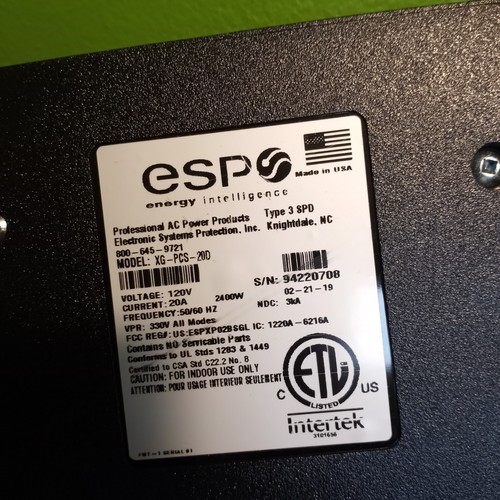 esp
energy intelligence
Made in USA
Professional AC Power Products Type 3 SPD
Electronic Systems Protection, Inc. Knightdale, NC
800-645-9721
MODEL: XG-PCS-20D
S/N: 94220708
VOLTAGE: 120V
CURRENT: 20A 2400W 02-21-19
FREQUENCY:50/60 HZ NDC: 3kA
VPR: 330V All Modes
FCC REG#: US:ESPXP02BSGL IC: 1220A-6216A
Contains NO Servicable Parts
Conforms to UL Stds 1283 & 1449
Certified to CSA Std C22.2 No. 8
CAUTION: FOR INDOOR USE ONLY
ATTENTION: POUR USAGE INTERIEUR SEULEMENT
ETL
C US
LISTED
Intertek
3101656